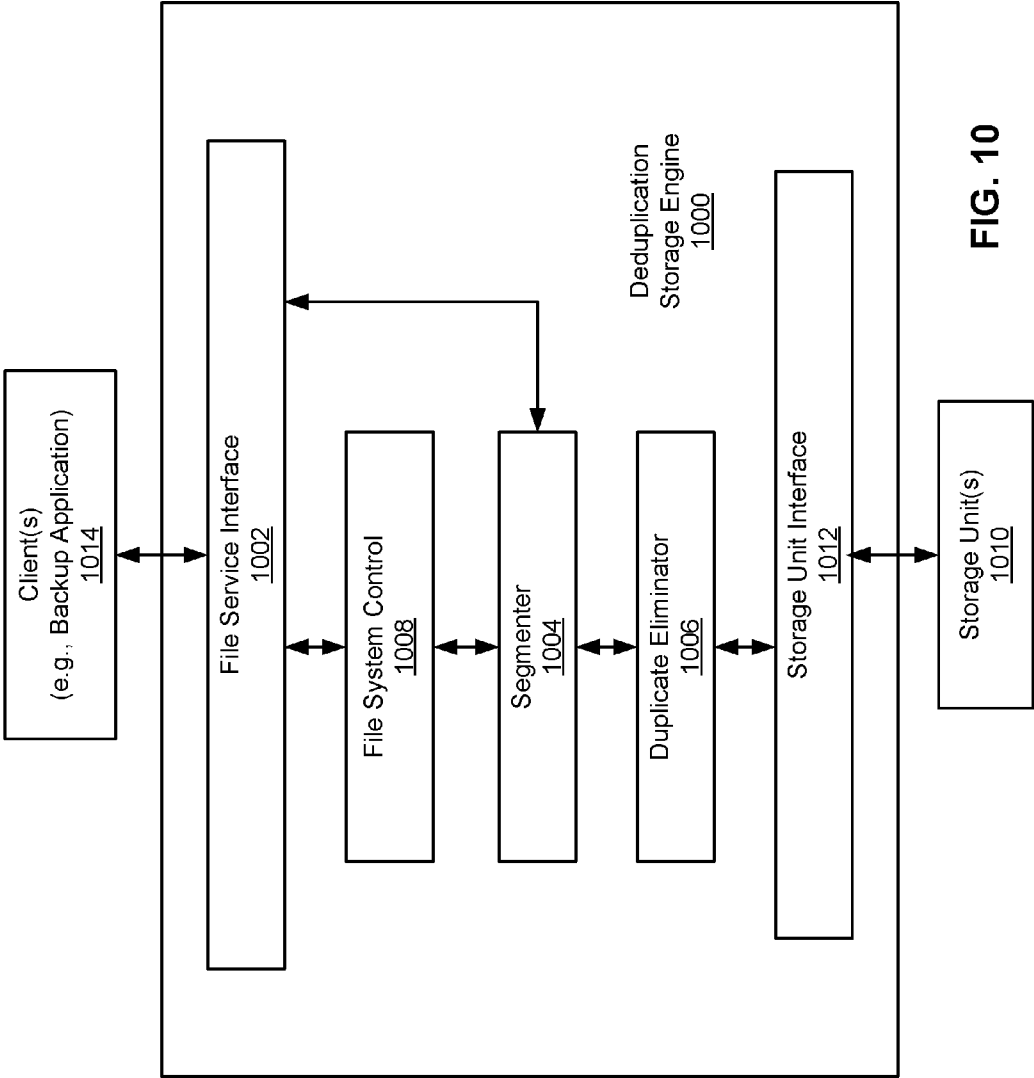 Client(s)
(e.g., Backup Application)
1014
File Service Interface
1002
File System Control
1008
Segmenter
1004
Duplicate Eliminator
1006
Deduplication
Storage Engine
1000
Storage Unit Interface
1012
Storage Unit(s)
1010
FIG. 10